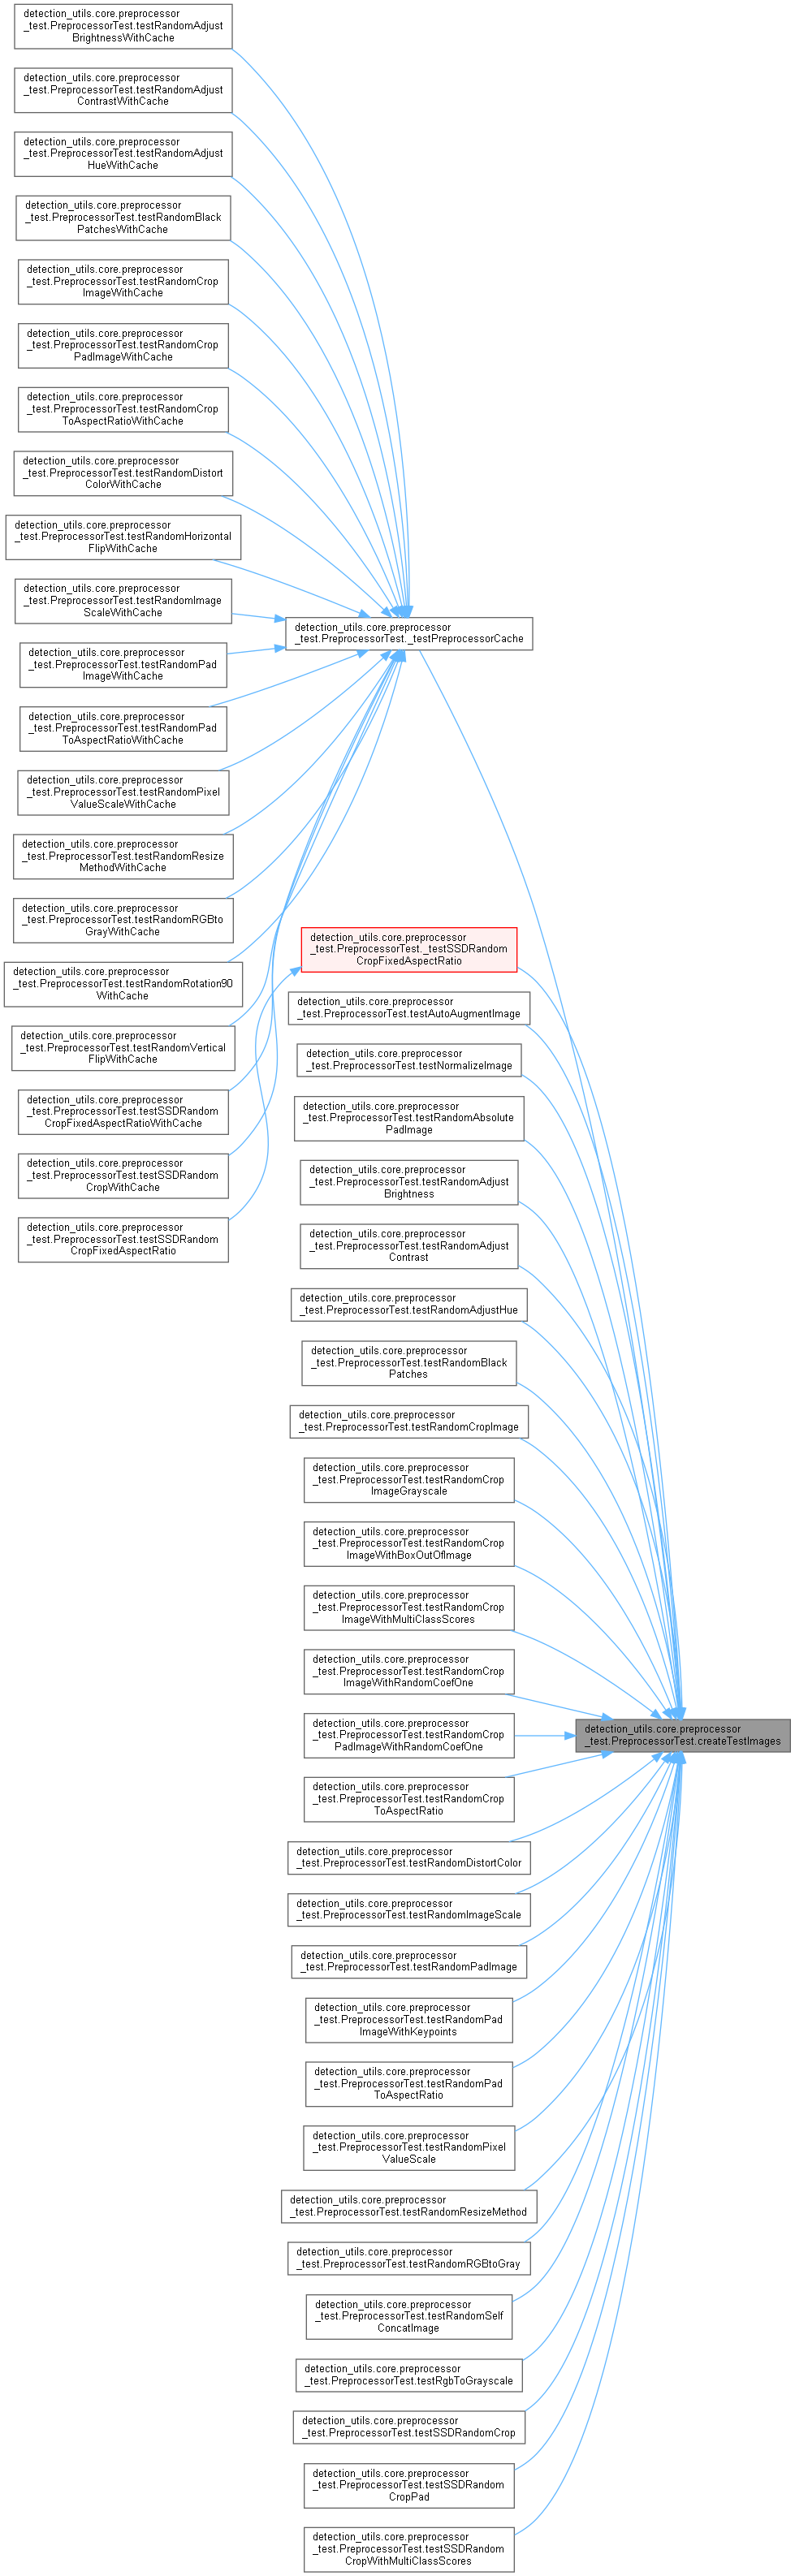 detection_utils.core.preprocessor
_test.PreprocessorTest.testRandomAdjust
BrightnessWithCache
detection_utils.core.preprocessor
_test.PreprocessorTest.testRandomAdjust
ContrastWithCache
detection_utils.core.preprocessor
_test.PreprocessorTest.testRandomAdjust
HueWithCache
detection_utils.core.preprocessor
_test.PreprocessorTest.testRandomBlack
PatchesWithCache
detection_utils.core.preprocessor
_test.PreprocessorTest.testRandomCrop
ImageWithCache
detection_utils.core.preprocessor
_test.PreprocessorTest.testRandomCrop
PadImageWithCache
detection_utils.core.preprocessor
_test.PreprocessorTest.testRandomCrop
ToAspectRatioWithCache
detection_utils.core.preprocessor
_test.PreprocessorTest.testRandomDistort
ColorWithCache
detection_utils.core.preprocessor
_test.PreprocessorTest.testRandomHorizontal
FlipWithCache
detection_utils.core.preprocessor
_test.PreprocessorTest.testRandomImage
ScaleWithCache
detection_utils.core.preprocessor
_test.PreprocessorTest._testPreprocessorCache
detection_utils.core.preprocessor
_test.PreprocessorTest.testRandomPad
ImageWithCache
detection_utils.core.preprocessor
_test.PreprocessorTest.testRandomPad
ToAspectRatioWithCache
detection_utils.core.preprocessor
_test.PreprocessorTest.testRandomPixel
ValueScaleWithCache
detection_utils.core.preprocessor
_test.PreprocessorTest.testRandomResize
MethodWithCache
detection_utils.core.preprocessor
_test.PreprocessorTest.testRandomRGBto
GrayWithCache
detection_utils.core.preprocessor
_test.PreprocessorTest.testRandomRotation90
WithCache
detection_utils.core.preprocessor
_test.PreprocessorTest.testRandomVertical
FlipWithCache
detection_utils.core.preprocessor
_test.PreprocessorTest.testSSDRandom
CropFixedAspectRatioWithCache
detection_utils.core.preprocessor
_test.PreprocessorTest.testSSDRandom
CropWithCache
detection_utils.core.preprocessor
_test.PreprocessorTest.testSSDRandom
CropFixedAspectRatio
detection_utils.core.preprocessor
_test.PreprocessorTest._testSSDRandom
CropFixedAspectRatio
detection_utils.core.preprocessor
_test.PreprocessorTest.testAutoAugmentImage
detection_utils.core.preprocessor
_test.PreprocessorTest.testNormalizeImage
detection_utils.core.preprocessor
_test.PreprocessorTest.testRandomAbsolute
PadImage
detection_utils.core.preprocessor
_test.PreprocessorTest.testRandomAdjust
Brightness
detection_utils.core.preprocessor
_test.PreprocessorTest.testRandomAdjust
Contrast
detection_utils.core.preprocessor
_test.PreprocessorTest.testRandomAdjustHue
detection_utils.core.preprocessor
_test.PreprocessorTest.testRandomBlack
Patches
detection_utils.core.preprocessor
_test.PreprocessorTest.testRandomCropImage
detection_utils.core.preprocessor
_test.PreprocessorTest.testRandomCrop
ImageGrayscale
detection_utils.core.preprocessor
_test.PreprocessorTest.testRandomCrop
ImageWithBoxOutOfImage
detection_utils.core.preprocessor
_test.PreprocessorTest.testRandomCrop
ImageWithMultiClassScores
detection_utils.core.preprocessor
_test.PreprocessorTest.testRandomCrop
ImageWithRandomCoefOne
detection_utils.core.preprocessor
_test.PreprocessorTest.createTestImages
detection_utils.core.preprocessor
_test.PreprocessorTest.testRandomCrop
PadImageWithRandomCoefOne
detection_utils.core.preprocessor
_test.PreprocessorTest.testRandomCrop
ToAspectRatio
detection_utils.core.preprocessor
_test.PreprocessorTest.testRandomDistortColor
detection_utils.core.preprocessor
_test.PreprocessorTest.testRandomImageScale
detection_utils.core.preprocessor
_test.PreprocessorTest.testRandomPadImage
detection_utils.core.preprocessor
_test.PreprocessorTest.testRandomPad
ImageWithKeypoints
detection_utils.core.preprocessor
_test.PreprocessorTest.testRandomPad
ToAspectRatio
detection_utils.core.preprocessor
_test.PreprocessorTest.testRandomPixel
ValueScale
detection_utils.core.preprocessor
_test.PreprocessorTest.testRandomResizeMethod
detection_utils.core.preprocessor
_test.PreprocessorTest.testRandomRGBtoGray
detection_utils.core.preprocessor
_test.PreprocessorTest.testRandomSelf
ConcatImage
detection_utils.core.preprocessor
_test.PreprocessorTest.testRgbToGrayscale
detection_utils.core.preprocessor
_test.PreprocessorTest.testSSDRandomCrop
detection_utils.core.preprocessor
_test.PreprocessorTest.testSSDRandom
CropPad
detection_utils.core.preprocessor
_test.PreprocessorTest.testSSDRandom
CropWithMultiClassScores